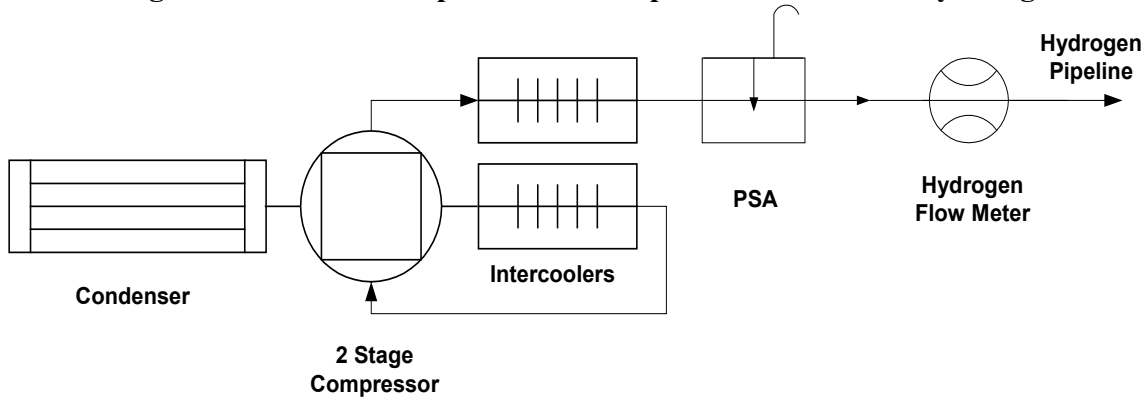 Hydrogen
Pipeline
PSA
Hydrogen
Flow Meter
Intercoolers
Condenser
2 Stage
Compressor